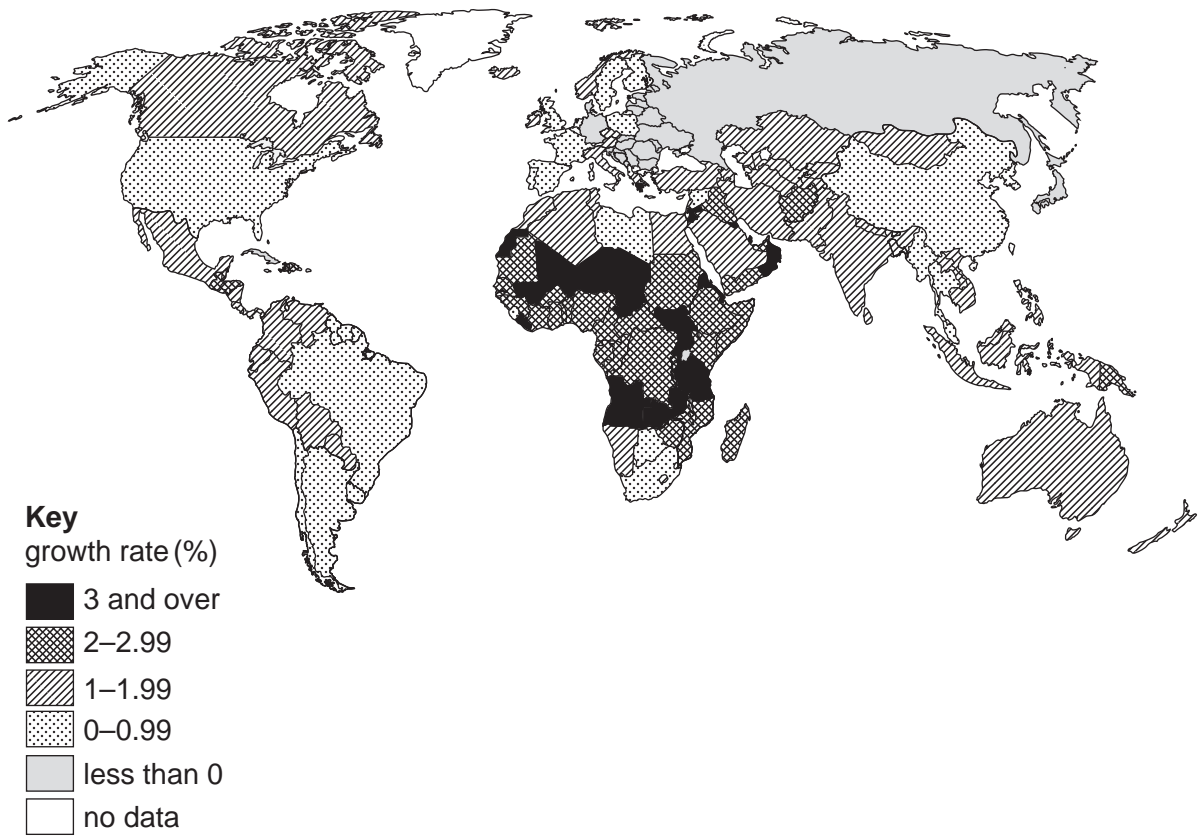 Key
growth rate (%)
3 and over
2–2.99
1–1.99
0–0.99
less than 0
no data